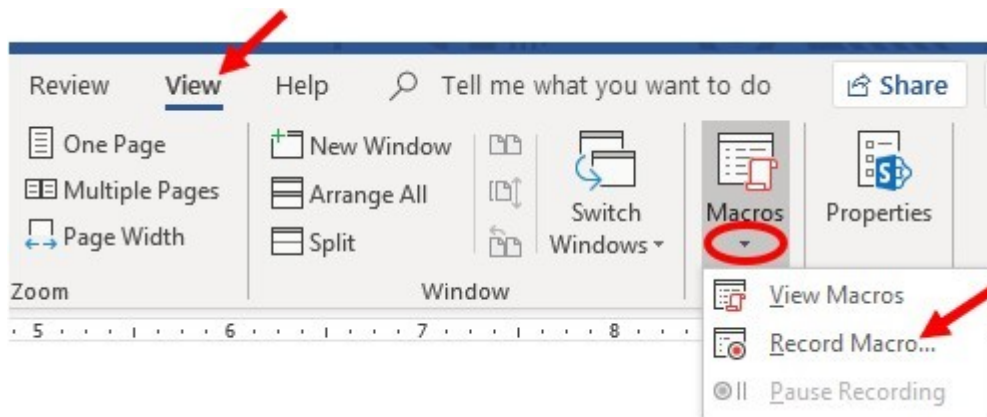 Review View Help Tell me what you want to do Share
One Page
Multiple Pages
Page Width
Zoom
New Window
Arrange All
Split
Switch
Windows
Window
Macros
Properties
View Macros
Record Macro...
Pause Recording
5 6 7 8